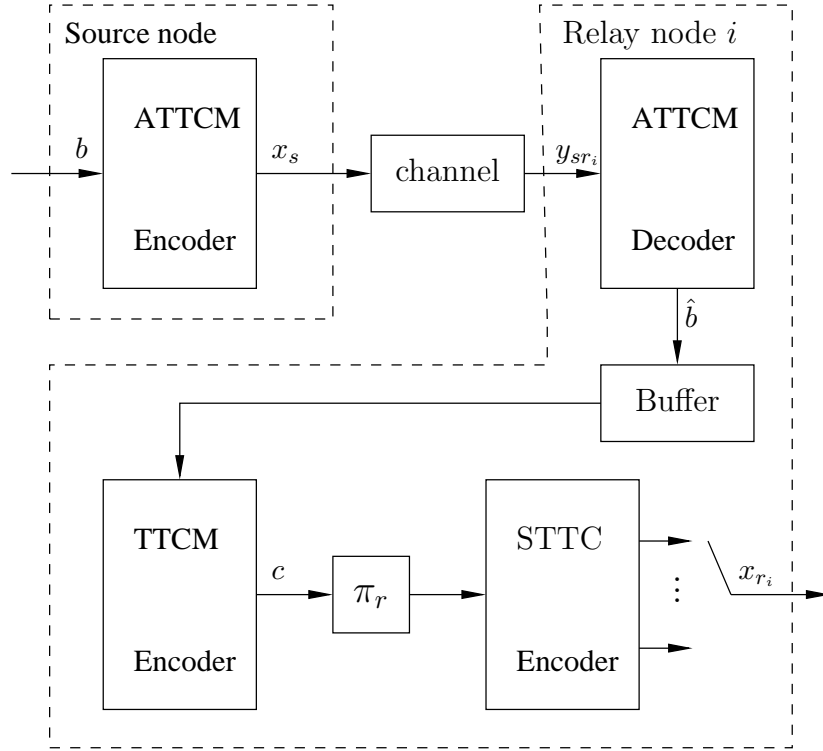 Source node
Relay node i
ATTCM
Encoder
b
x_s
channel
y_{sr_i}
ATTCM
Decoder
b̂
Buffer
TTCM
Encoder
c
π_r
STTC
Encoder
⋮
x_{r_i}